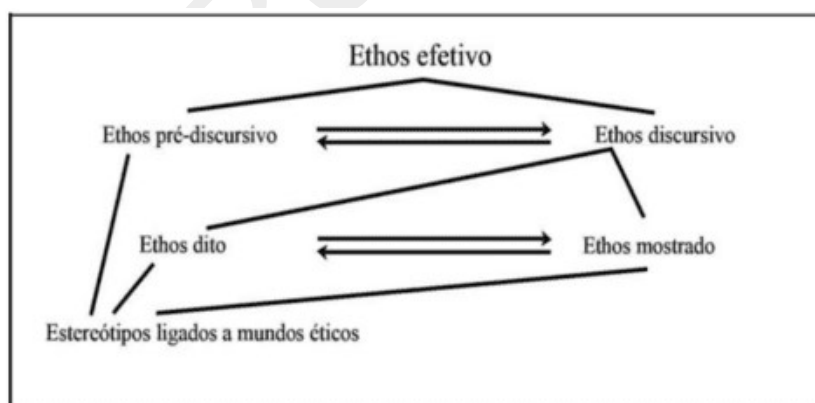 Ethos efetivo
Ethos pré-discursivo
Ethos discursivo
Ethos dito
Ethos mostrado
Estereótipos ligados a mundos éticos